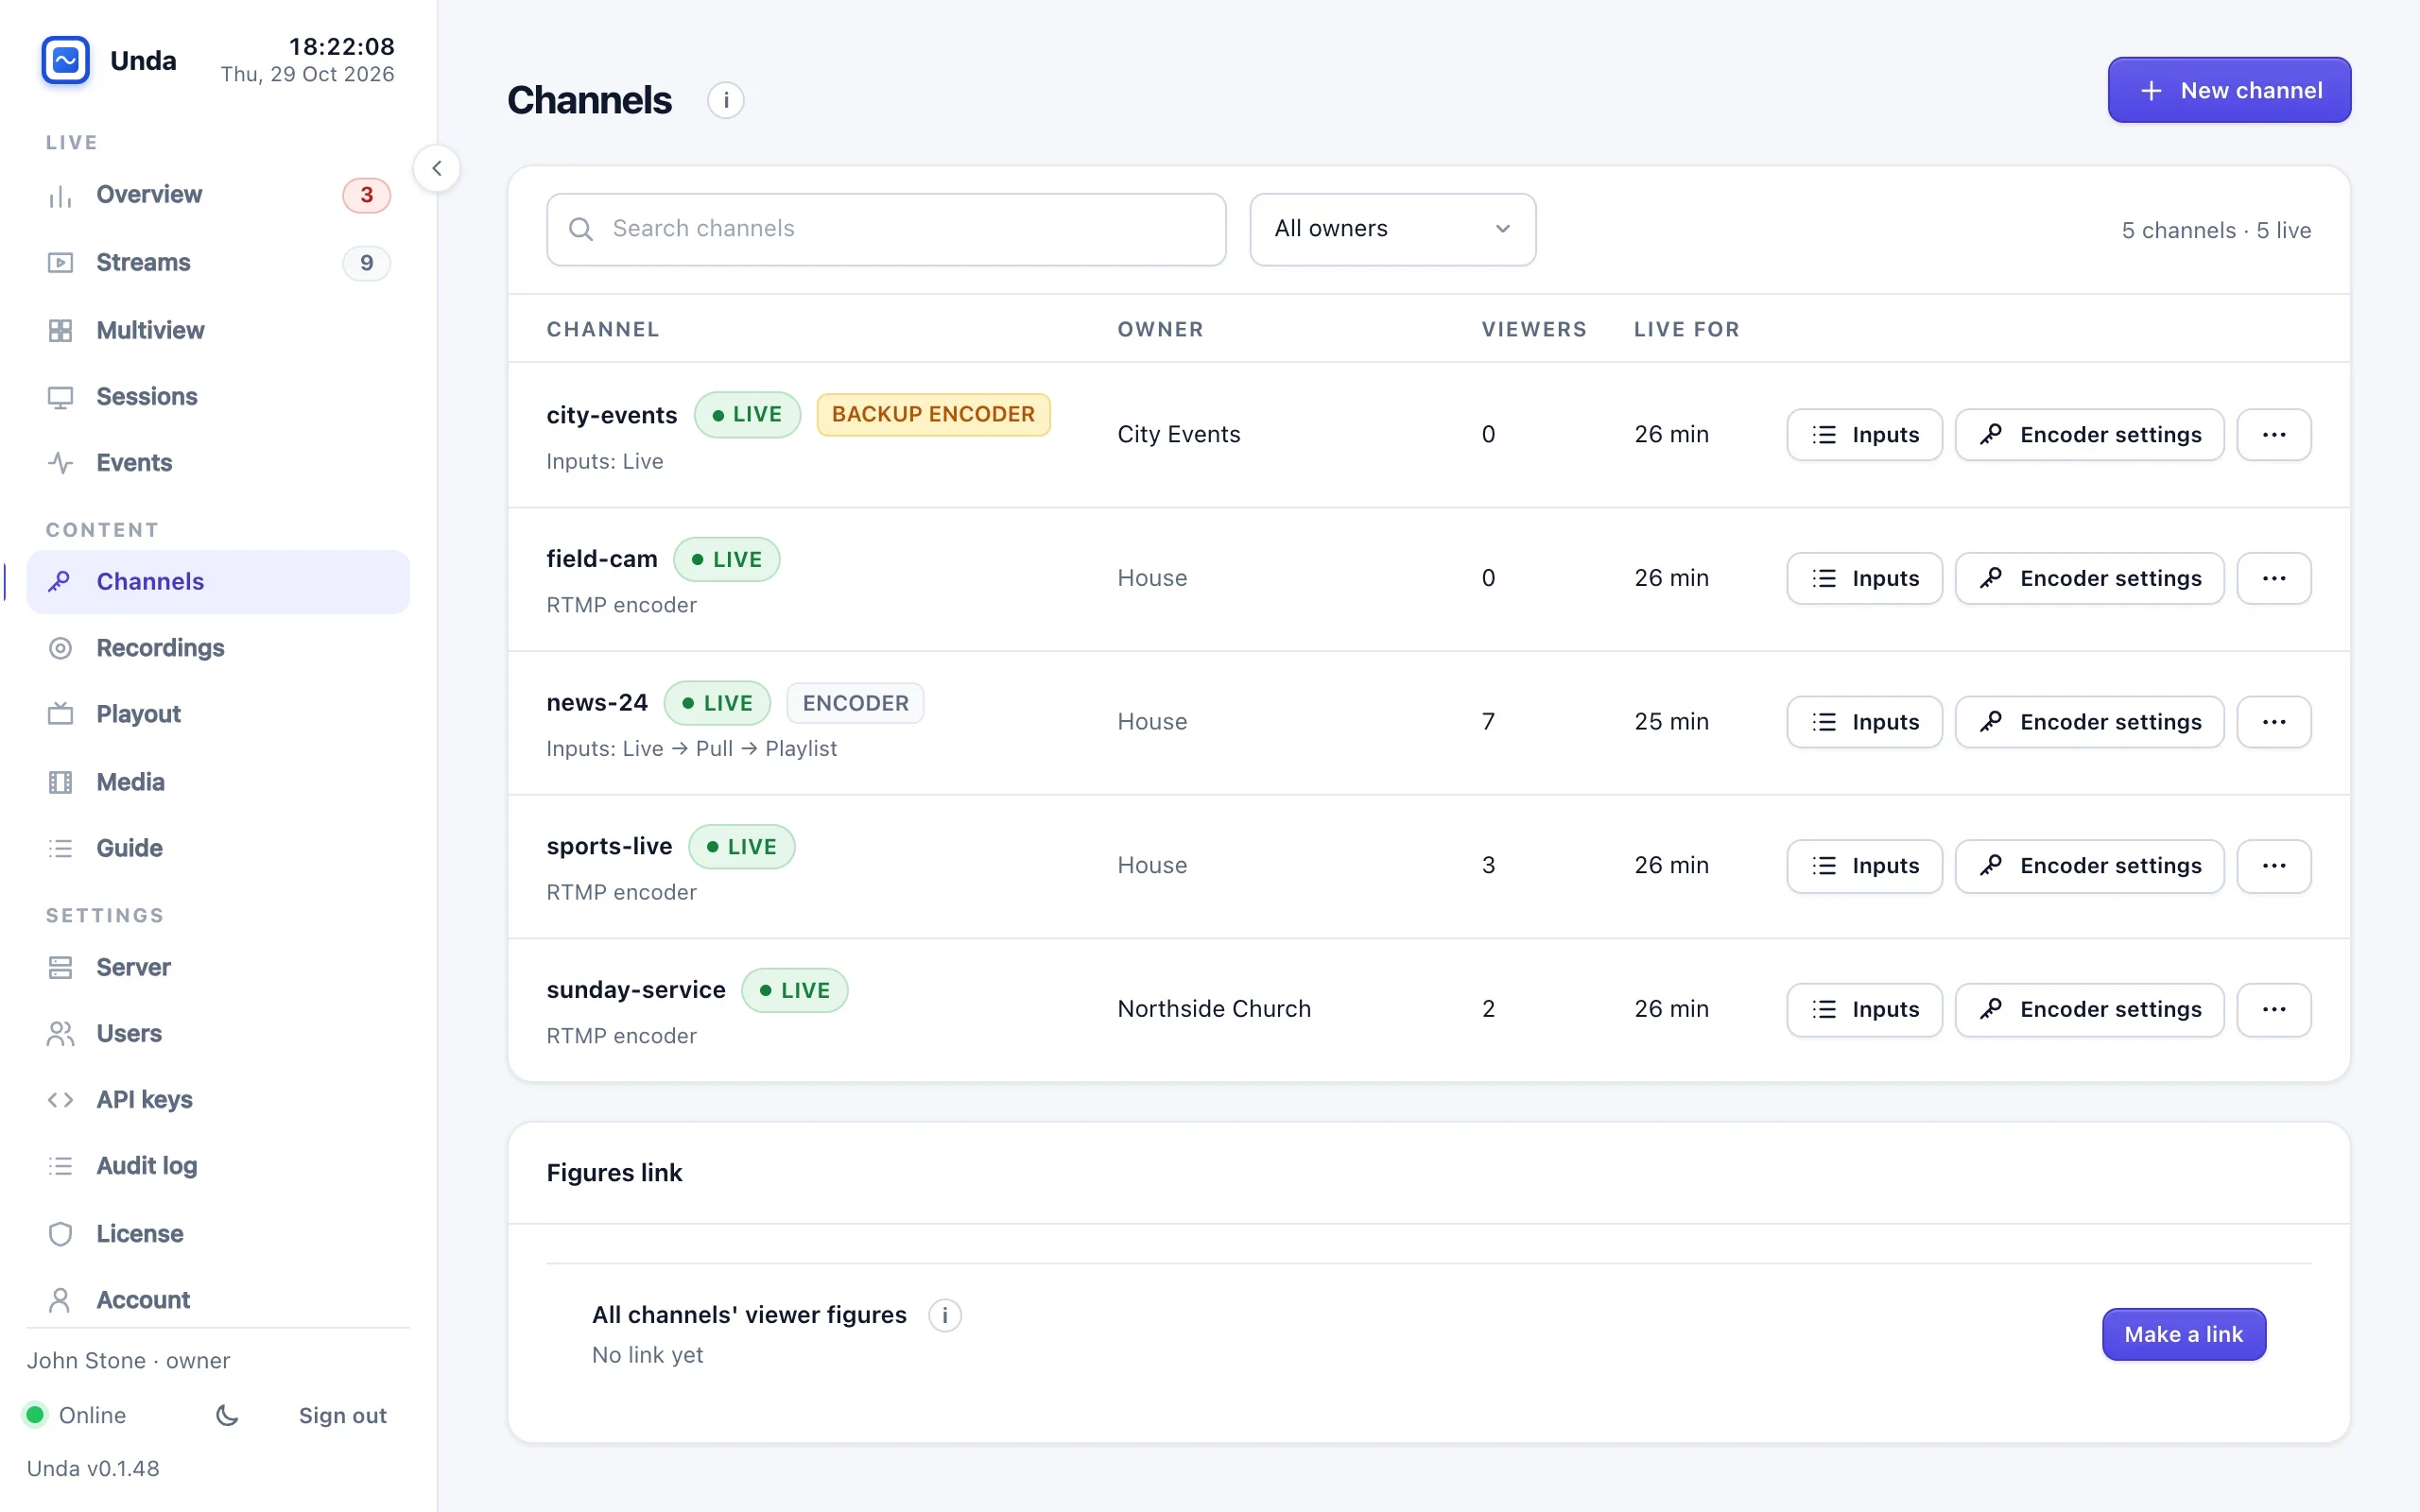 Unda
18:22:08
Thu, 29 Oct 2026
LIVE
Overview 3
Streams 9
Multiview
Sessions
Events
CONTENT
Channels
Recordings
Playout
Media
Guide
SETTINGS
Server
Users
API keys
Audit log
License
Account
John Stone · owner
Online Sign out
Unda v0.1.48
Channels i
+ New channel
Search channels All owners 5 channels · 5 live
CHANNEL OWNER VIEWERS LIVE FOR
city-events LIVE BACKUP ENCODER
Inputs: Live
City Events 0 26 min Inputs Encoder settings ···
field-cam LIVE
RTMP encoder
House 0 26 min Inputs Encoder settings ···
news-24 LIVE ENCODER
Inputs: Live → Pull → Playlist
House 7 25 min Inputs Encoder settings ···
sports-live LIVE
RTMP encoder
House 3 26 min Inputs Encoder settings ···
sunday-service LIVE
RTMP encoder
Northside Church 2 26 min Inputs Encoder settings ···
Figures link
All channels' viewer figures i
No link yet
Make a link